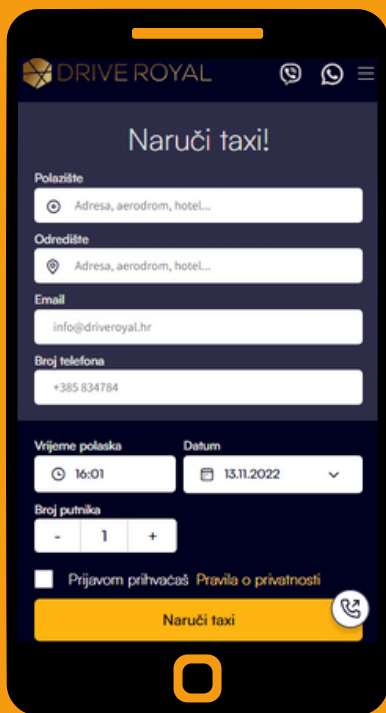 DRIVE ROYAL
Naruči taxi!
Polazište
Adresa, aerodrom, hotel...
Odredište
Adresa, aerodrom, hotel...
Email
info@driveroyal.hr
Broj telefona
+385 834784
Vrijeme polaska Datum
16:01 13.11.2022
Broj putnika
- 1 +
Prijavom prihvaćaš Pravila o privatnosti
Naruči taxi